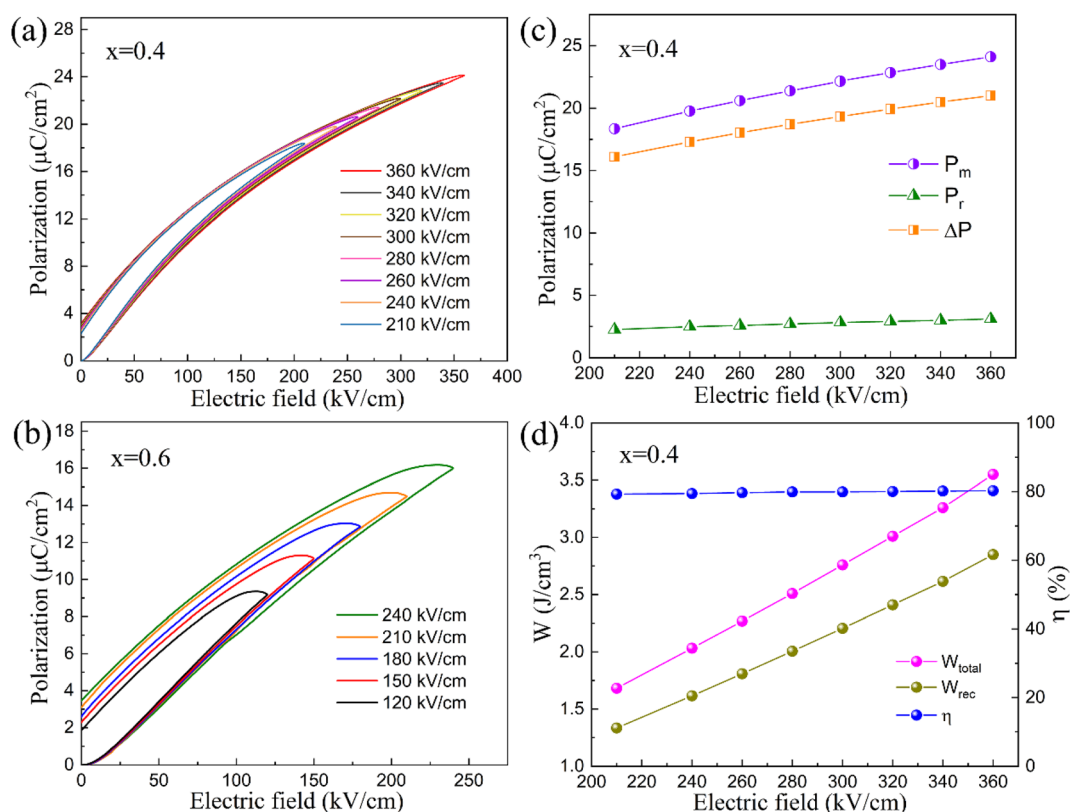 (a)
x=0.4
Polarization (μC/cm²)
24
20
16
12
8
4
0
360 kV/cm
340 kV/cm
320 kV/cm
300 kV/cm
280 kV/cm
260 kV/cm
240 kV/cm
210 kV/cm
0 50 100 150 200 250 300 350 400
Electric field (kV/cm)
(c)
x=0.4
Polarization (μC/cm²)
25
20
15
10
5
0
Pm
Pr
ΔP
200 220 240 260 280 300 320 340 360
Electric field (kV/cm)
(b)
x=0.6
Polarization (μC/cm²)
18
16
14
12
10
8
6
4
2
0
240 kV/cm
210 kV/cm
180 kV/cm
150 kV/cm
120 kV/cm
0 50 100 150 200 250
Electric field (kV/cm)
(d)
x=0.4
W (J/cm³)
4.0
3.5
3.0
2.5
2.0
1.5
1.0
Wtotal
Wrec
η
100
80
60
40
20
0
η (%)
200 220 240 260 280 300 320 340 360
Electric field (kV/cm)